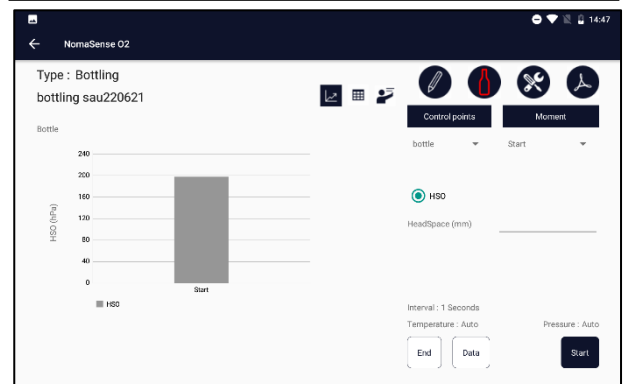 14:47
NomaSense O2
Type : Bottling
bottling sau220621
Control points
Moment
Bottle
bottle
Start
240
200
160
120
80
40
0
HSO (hPa)
Start
HSO
HSO
HeadSpace (mm)
Interval : 1 Seconds
Temperature : Auto
Pressure : Auto
End
Data
Start